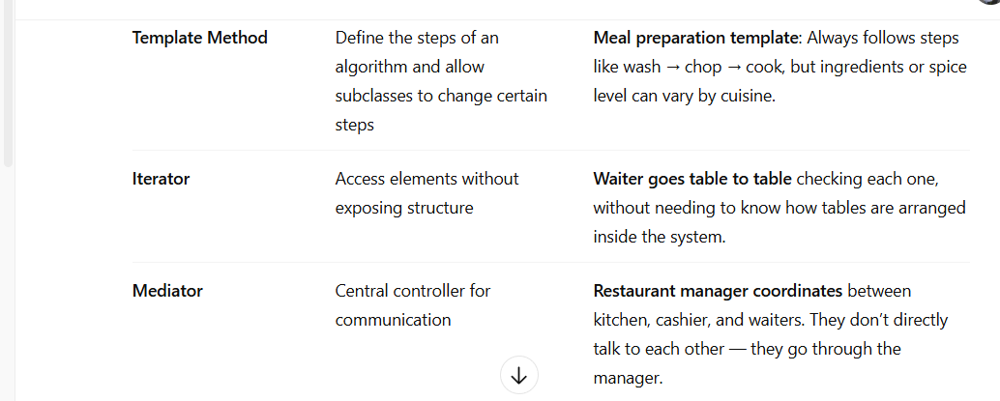 Template Method
Define the steps of an
algorithm and allow
subclasses to change certain
steps
Meal preparation template: Always follows steps
like wash → chop → cook, but ingredients or spice
level can vary by cuisine.
Iterator
Access elements without
exposing structure
Waiter goes table to table checking each one,
without needing to know how tables are arranged
inside the system.
Mediator
Central controller for
communication
Restaurant manager coordinates between
kitchen, cashier, and waiters. They don’t directly
talk to each other — they go through the
manager.